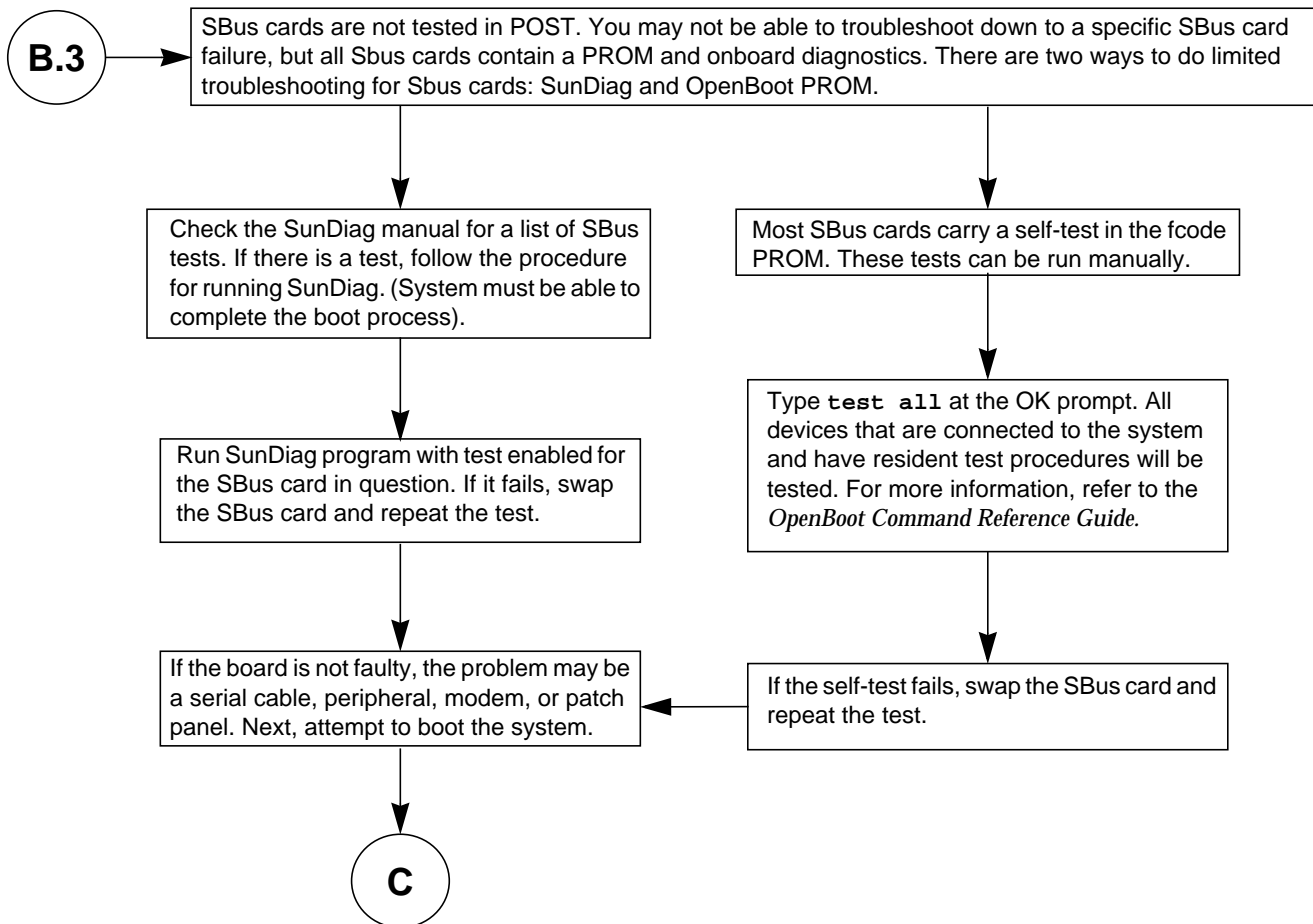 B.3
SBus cards are not tested in POST. You may not be able to troubleshoot down to a specific SBus card
failure, but all Sbus cards contain a PROM and onboard diagnostics. There are two ways to do limited
troubleshooting for Sbus cards: SunDiag and OpenBoot PROM.
Check the SunDiag manual for a list of SBus
tests. If there is a test, follow the procedure
for running SunDiag. (System must be able to
complete the boot process).
Run SunDiag program with test enabled for
the SBus card in question. If it fails, swap
the SBus card and repeat the test.
Most SBus cards carry a self-test in the fcode
PROM. These tests can be run manually.
Type test all at the OK prompt. All
devices that are connected to the system
and have resident test procedures will be
tested. For more information, refer to the
OpenBoot Command Reference Guide.
If the self-test fails, swap the SBus card and
repeat the test.
If the board is not faulty, the problem may be
a serial cable, peripheral, modem, or patch
panel. Next, attempt to boot the system.
C